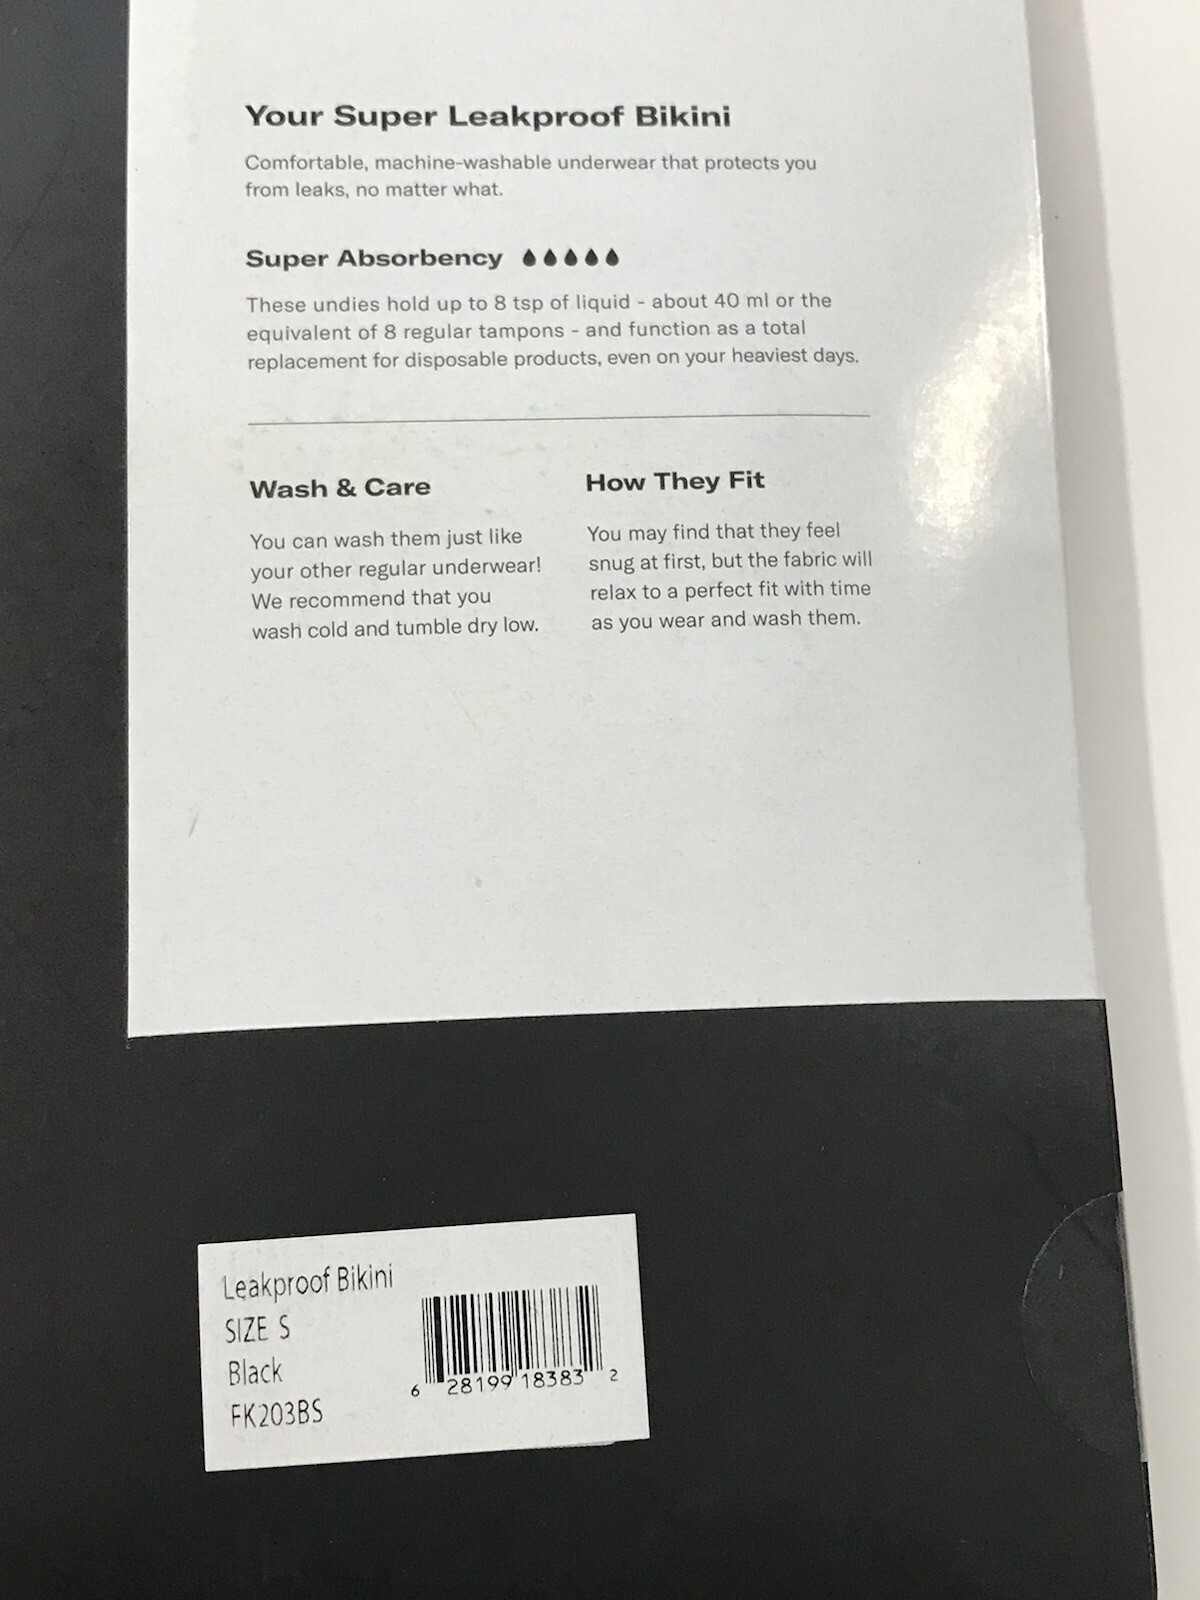 Your Super Leakproof Bikini
Comfortable, machine-washable underwear that protects you
from leaks, no matter what.
Super Absorbency
These undies hold up to 8 tsp of liquid - about 40 ml or the
equivalent of 8 regular tampons - and function as a total
replacement for disposable products, even on your heaviest days.
Wash & Care
You can wash them just like
your other regular underwear!
We recommend that you
wash cold and tumble dry low.
How They Fit
You may find that they feel
snug at first, but the fabric will
relax to a perfect fit with time
as you wear and wash them.
Leakproof Bikini
SIZE S
Black
FK203BS
6 28199 18383 2